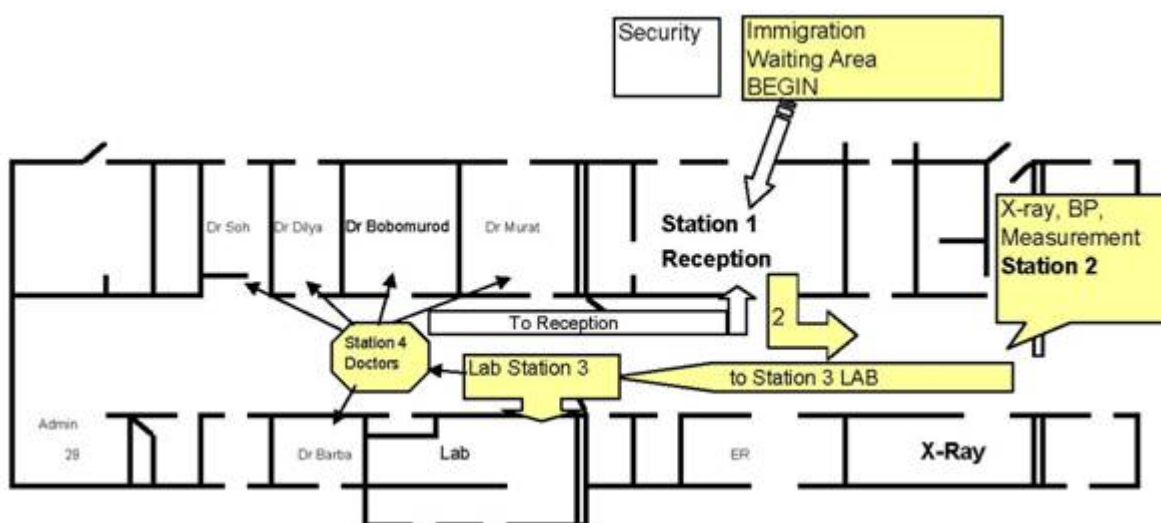 Security
Immigration
Waiting Area
BEGIN
Dr Soh
Dr Dilya
Dr Bobomurod
Dr Murat
Station 1
Reception
X-ray, BP,
Measurement
Station 2
2
To Reception
Station 4
Doctors
Lab Station 3
to Station 3 LAB
Admin
28
Dr Barba
Lab
ER
X-Ray